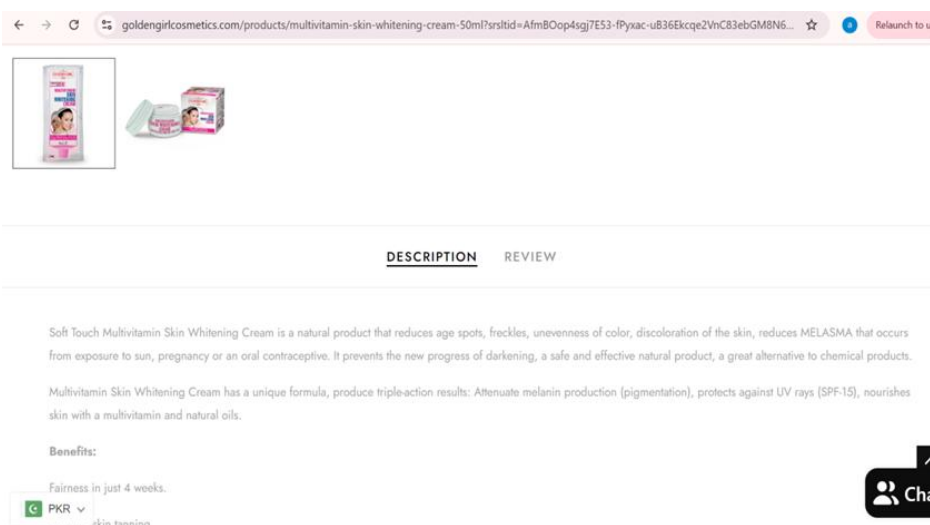 goldengirlcosmetics.com/products/multivitamin-skin-whitening-cream-50ml?srsltid=AfmBOop4sgj7E53-fPyxac-uB36Ekcqe2VnC83ebGM8N6...
a
Relaunch to u
DESCRIPTION
REVIEW
Soft Touch Multivitamin Skin Whitening Cream is a natural product that reduces age spots, freckles, unevenness of color, discoloration of the skin, reduces MELASMA that occurs
from exposure to sun, pregnancy or an oral contraceptive. It prevents the new progress of darkening, a safe and effective natural product, a great alternative to chemical products.
Multivitamin Skin Whitening Cream has a unique formula, produce triple-action results: Attenuate melanin production (pigmentation), protects against UV rays (SPF-15), nourishes
skin with a multivitamin and natural oils.
Benefits:
Fairness in just 4 weeks.
PKR
skin tanning
Cha